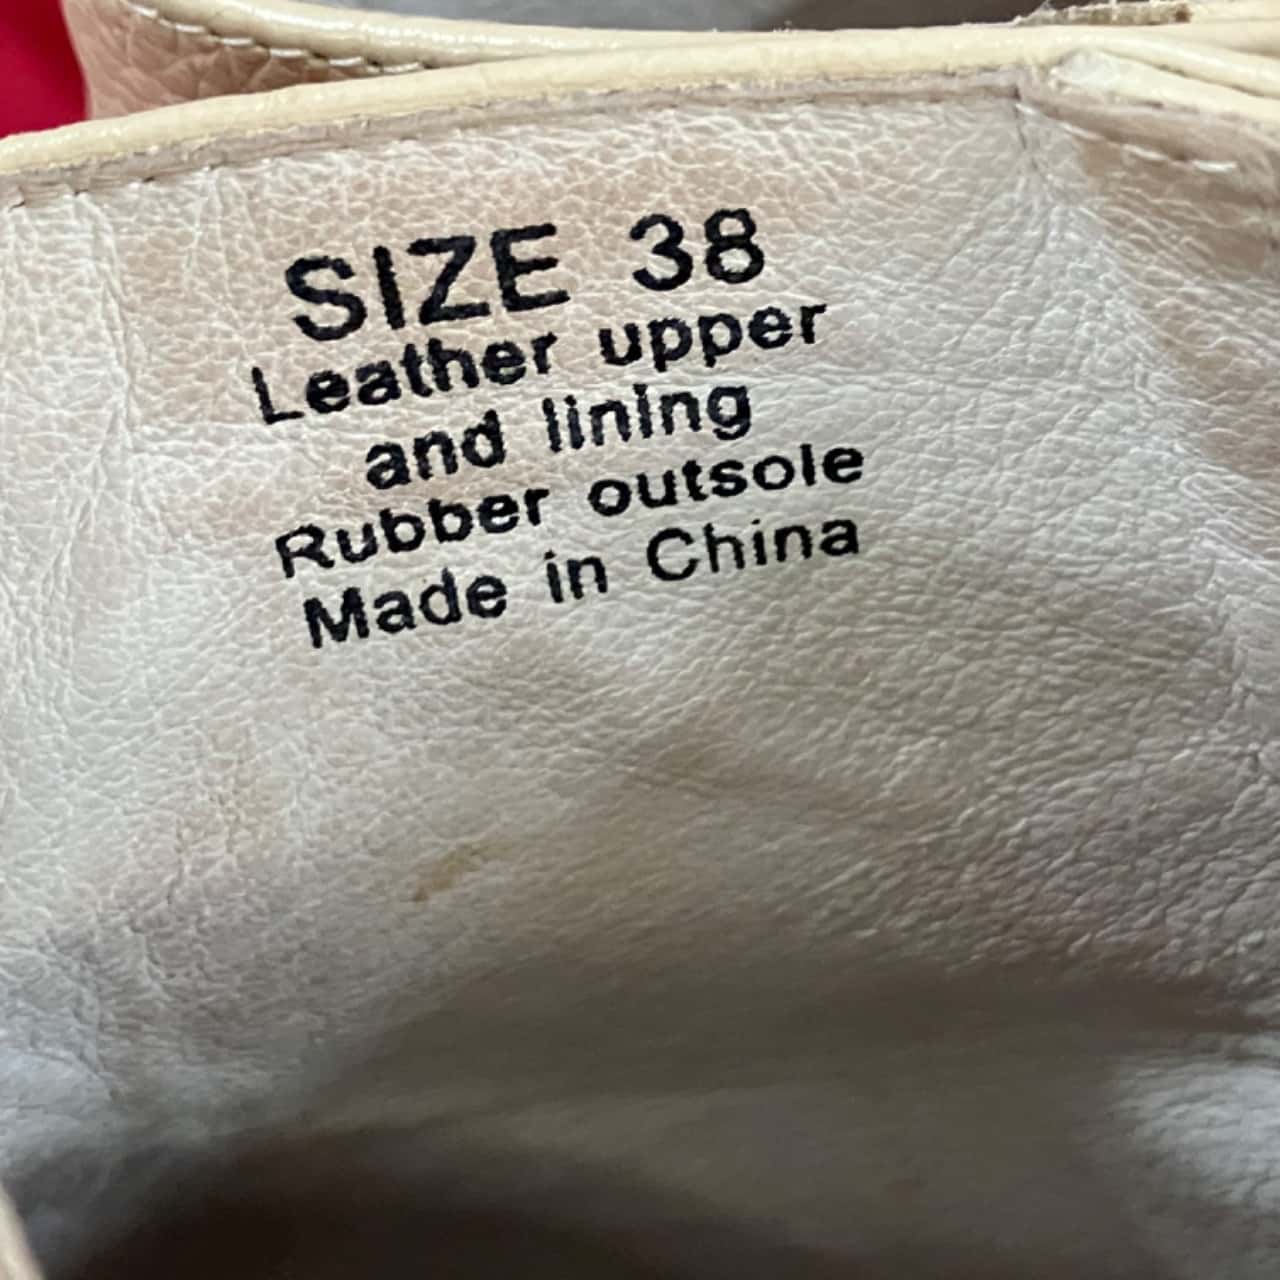 SIZE 38
Leather upper
and lining
Rubber outsole
Made in China